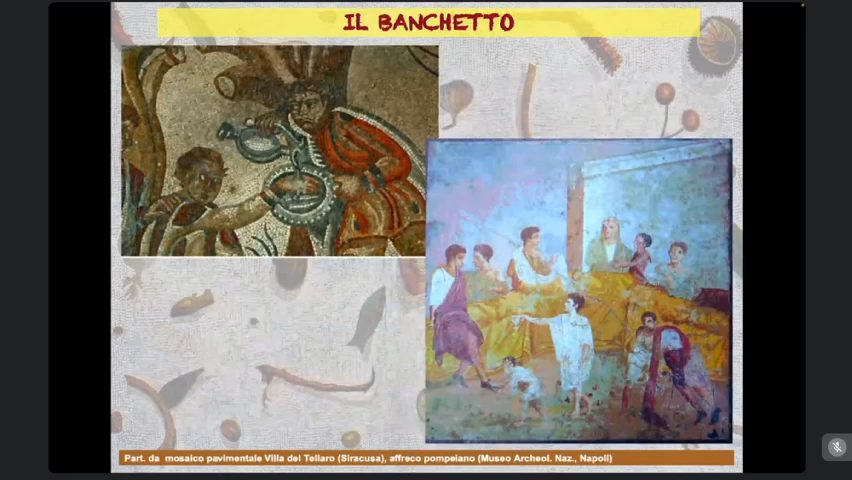 IL BANCHETTO
Part. da mosaico pavimentale Villa del Tellaro (Siracusa), affreco pompeiano (Museo Archeol. Naz., Napoli)